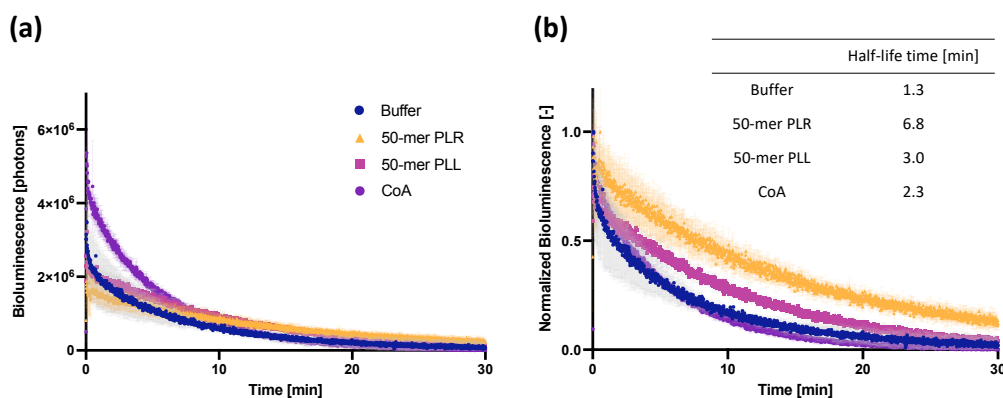 (a)
Bioluminescence [photons]
6×10⁶
4×10⁶
2×10⁶
0
0
10
20
30
Time [min]
Buffer
50-mer PLR
50-mer PLL
CoA
(b)
Normalized Bioluminescence [-]
1.0
0.5
0.0
0
10
20
30
Time [min]
Half-life time [min]
Buffer 1.3
50-mer PLR 6.8
50-mer PLL 3.0
CoA 2.3